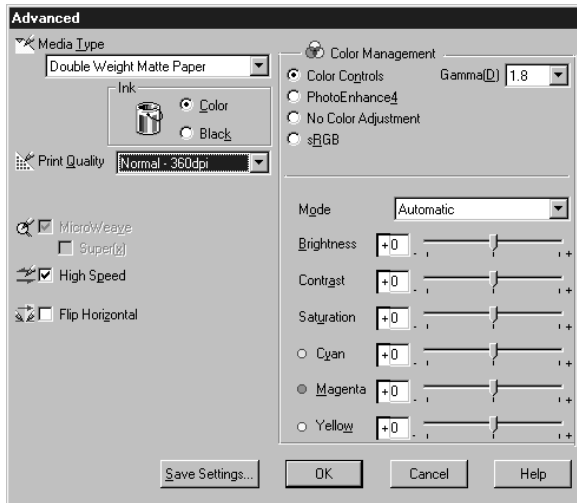 Advanced
Media Type
Double Weight Matte Paper
Ink
Color
Black
Print Quality
Normal - 360dpi
MicroWeave
Super(x)
High Speed
Flip Horizontal
Color Management
Color Controls
Gamma(D)
1.8
PhotoEnhance4
No Color Adjustment
sRGB
Mode
Automatic
Brightness +0 - +
Contrast +0 - +
Saturation +0 - +
Cyan +0 - +
Magenta +0 - +
Yellow +0 - +
Save Settings... OK Cancel Help